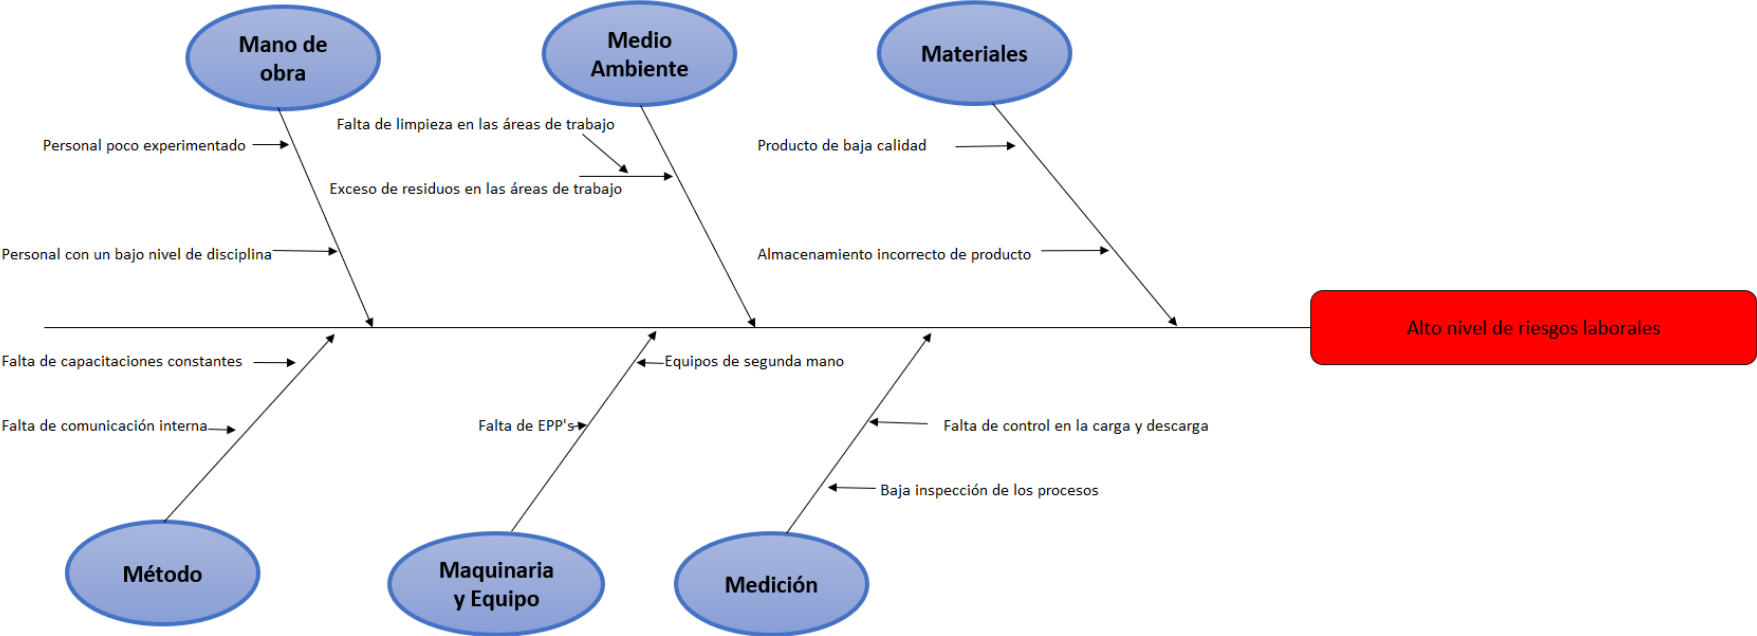 Mano de
obra
Medio
Ambiente
Materiales
Falta de limpieza en las áreas de trabajo
Personal poco experimentado
Producto de baja calidad
Exceso de residuos en las áreas de trabajo
Personal con un bajo nivel de disciplina
Almacenamiento incorrecto de producto
Alto nivel de riesgos laborales
Falta de capacitaciones constantes
Equipos de segunda mano
Falta de comunicación interna
Falta de EPP's
Falta de control en la carga y descarga
Baja inspección de los procesos
Método
Maquinaria
y Equipo
Medición